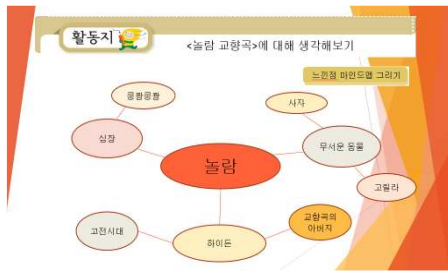 활동지
<놀람 교향곡>에 대해 생각해보기
느낀점 마인드맵 그리기
쿵쾅쿵쾅
사자
심장
무서운 동물
놀람
고릴라
고전시대
하이든
교향곡의
아버지